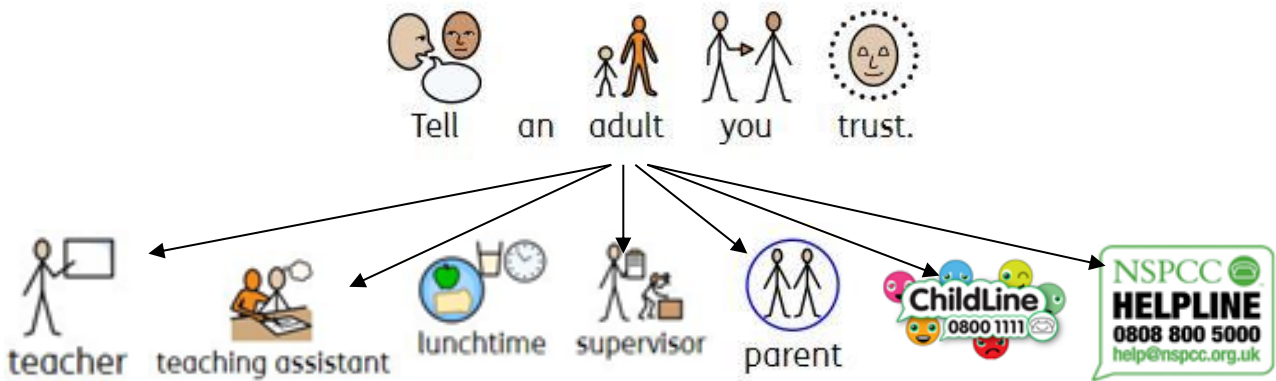 Tell an adult you trust.
teacher
teaching assistant
lunchtime supervisor
parent
ChildLine
0800 1111
NSPCC
HELPLINE
0808 800 5000
help@nspcc.org.uk